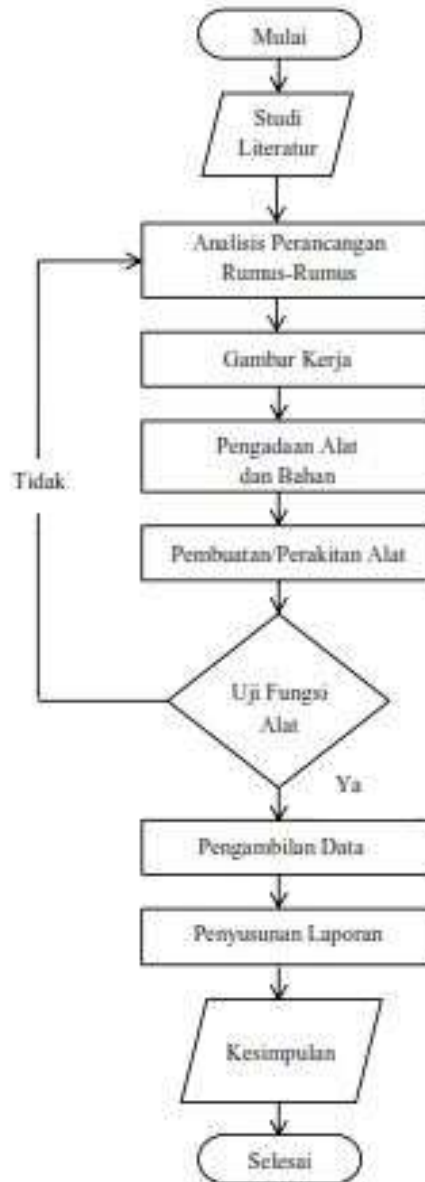 Mulai
Studi
Literatur
Analisis Perancangan
Rumus-Rumus
Gambar Kerja
Pengadaan Alat
dan Bahan
Tidak
Pembuatan/Perakitan Alat
Uji Fungsi
Alat
Ya
Pengambilan Data
Penyusunan Laporan
Kesimpulan
Selesai